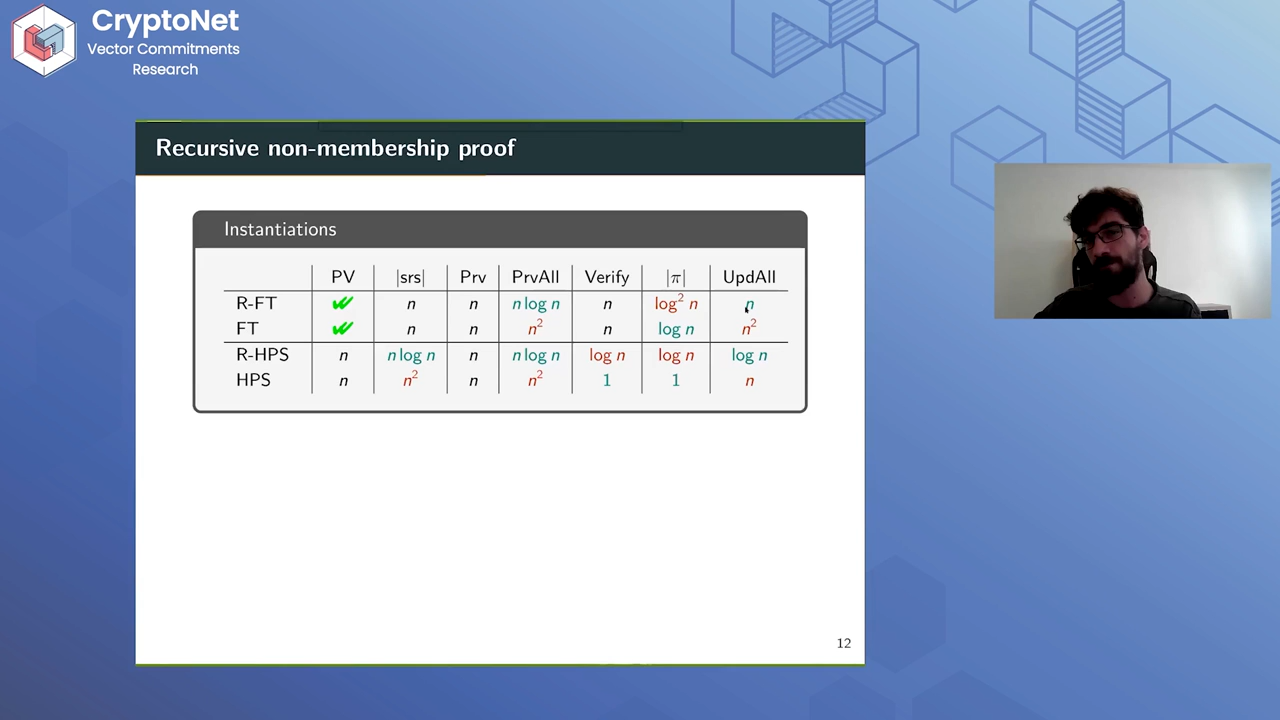 CryptoNet
Vector Commitments
Research
Recursive non-membership proof
Instantiations
PV |srs| Prv PrvAll Verify |π| UpdAll
R-FT ✔✔ n n n log n n log² n n
FT ✔✔ n n n² n log n n²
R-HPS n n log n n n log n log n log n log n
HPS n n² n n² 1 1 n
12